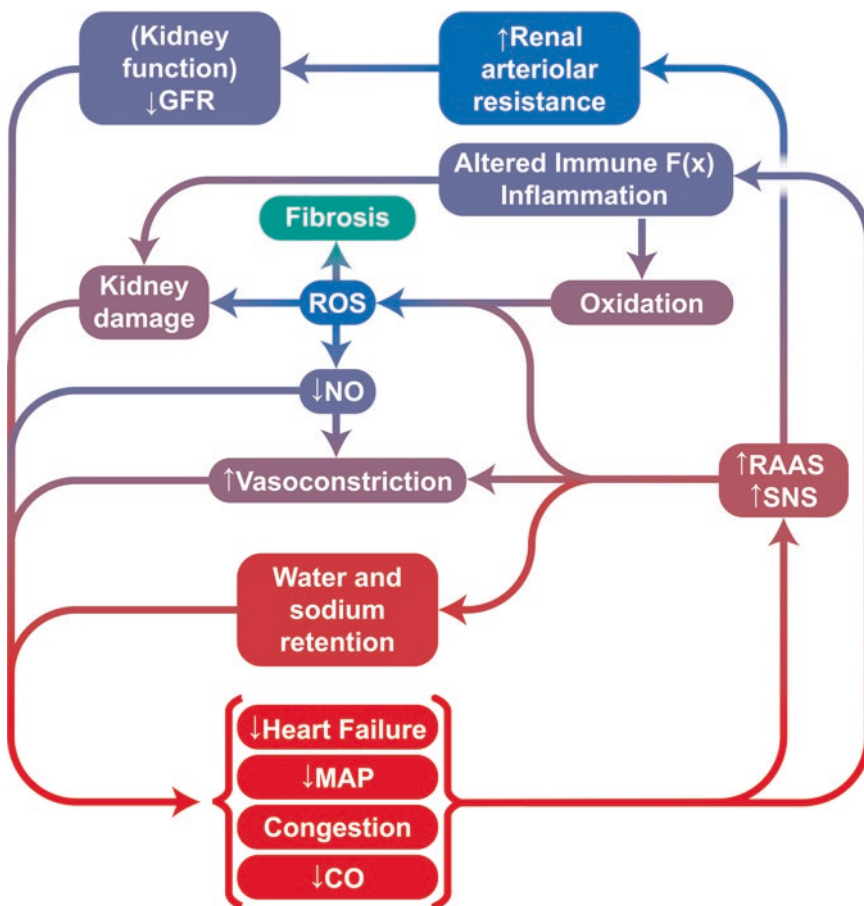 (Kidney
function)
↓GFR
↑Renal
arteriolar
resistance
Altered Immune F(x)
Inflammation
Fibrosis
Kidney
damage
ROS
Oxidation
↓NO
↑Vasoconstriction
↑RAAS
↑SNS
Water and
sodium
retention
↓Heart Failure
↓MAP
Congestion
↓CO